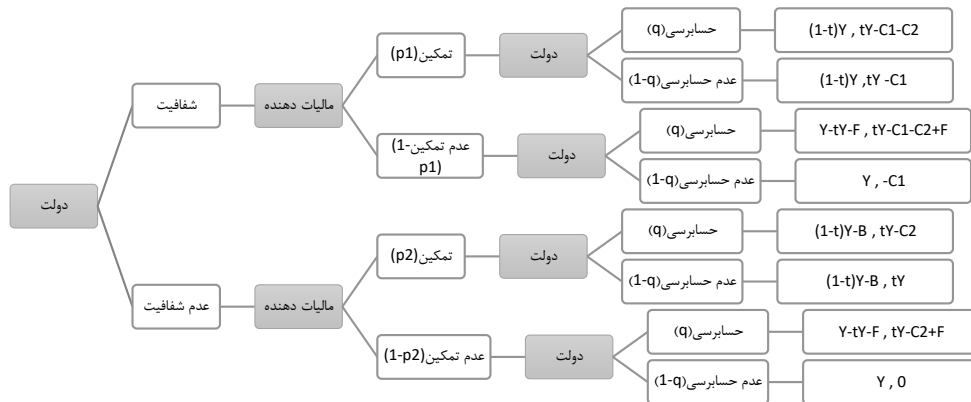 دولت
شفافیت
مالیات دهنده
تمکین(p1)
دولت
حسابرسی(q)
(1-t)Y , tY-C1-C2
عدم حسابرسی(1-q)
(1-t)Y ,tY -C1
عدم تمکین(1-
p1)
دولت
حسابرسی(q)
Y-tY-F , tY-C1-C2+F
عدم حسابرسی(1-q)
Y , -C1
عدم شفافیت
مالیات دهنده
تمکین(p2)
دولت
حسابرسی(q)
(1-t)Y-B , tY-C2
عدم حسابرسی(1-q)
(1-t)Y-B , tY
عدم تمکین(1-p2)
دولت
حسابرسی(q)
Y-tY-F , tY-C2+F
عدم حسابرسی(1-q)
Y , 0